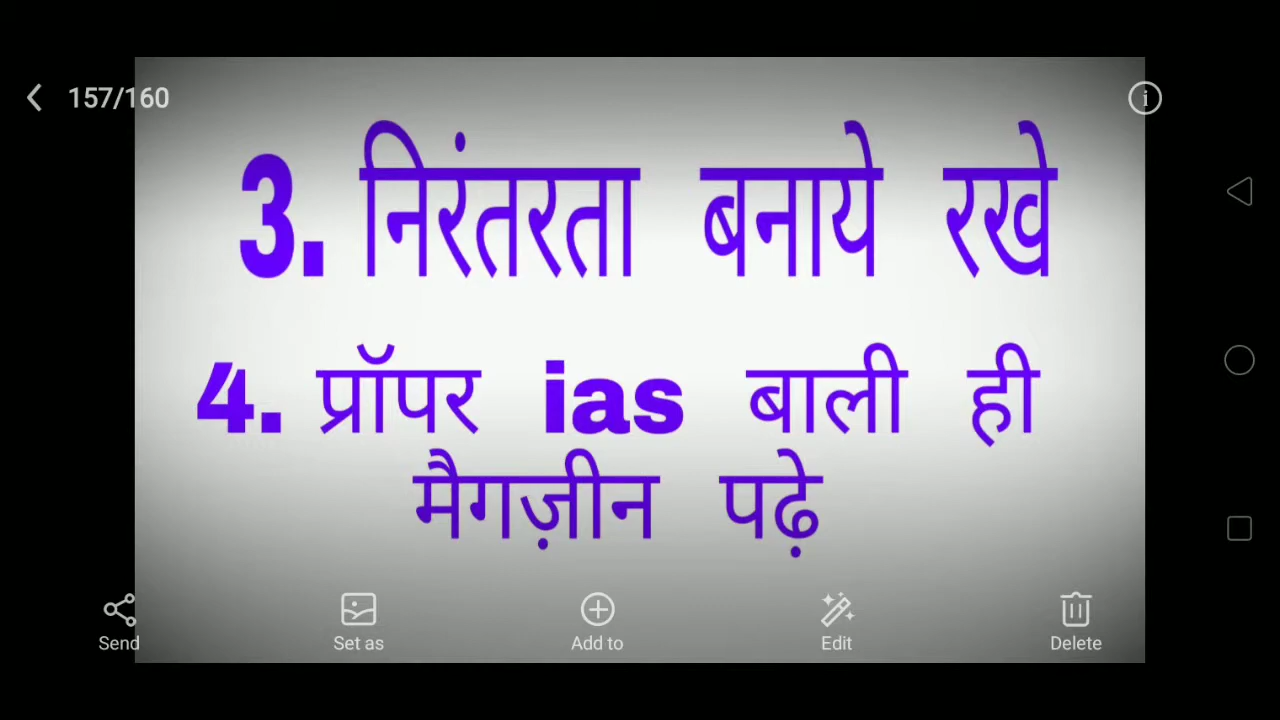 157/160
3. निरंतरता बनाये रखे
4. प्रॉपर ias बाली ही
मैगज़ीन पढ़े
Send Set as Add to Edit Delete